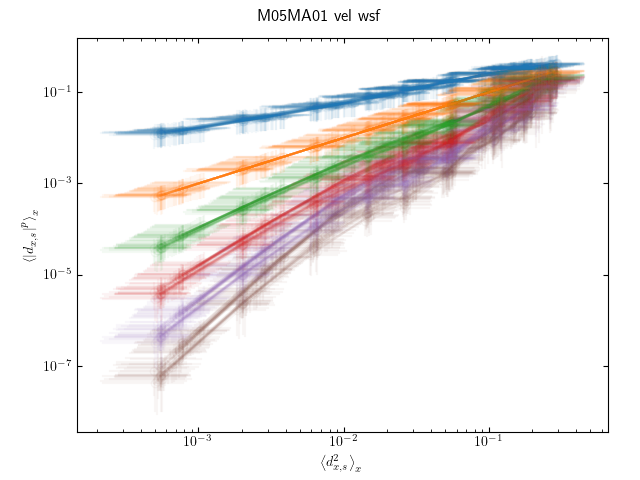 M05MA01 vel wsf
10⁻¹
10⁻³
10⁻⁵
10⁻⁷
⟨|d_{x,s}|^p⟩_x
10⁻³ 10⁻² 10⁻¹
⟨d²_{x,s}⟩_x